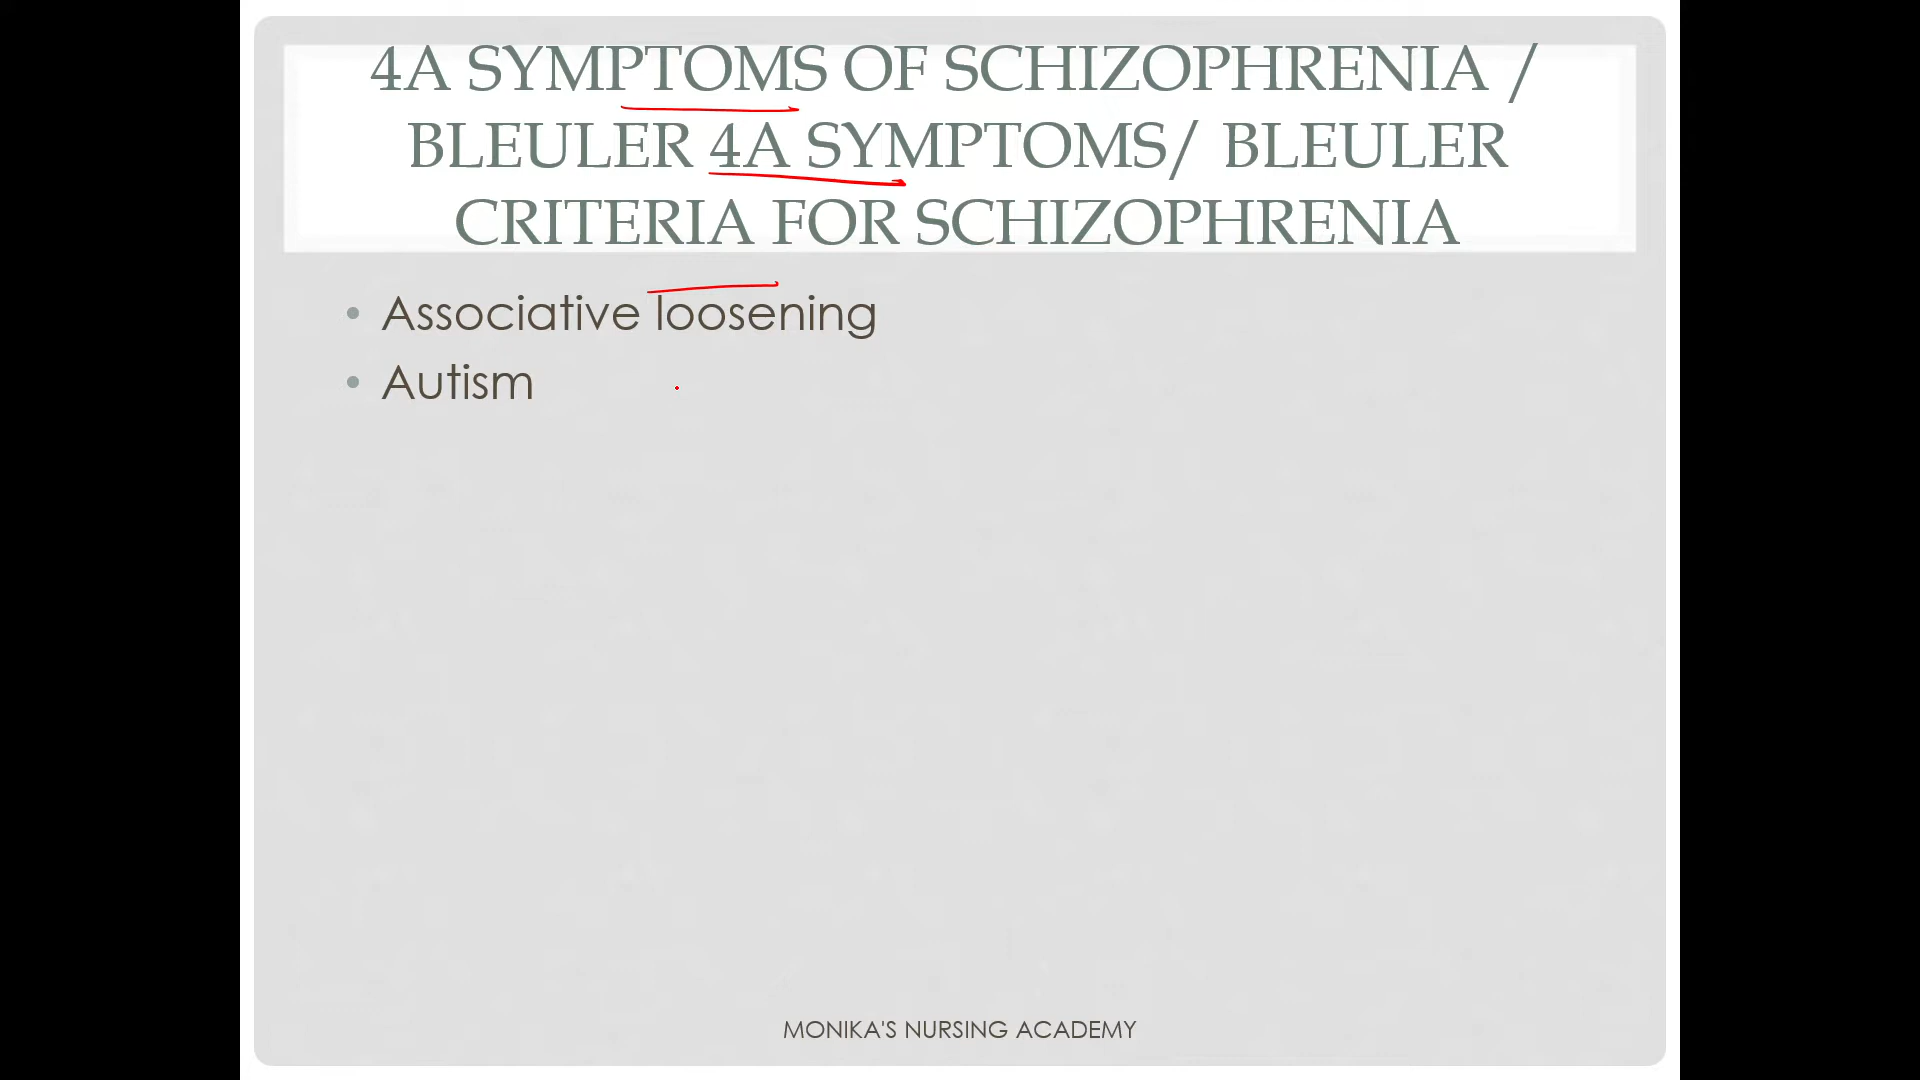 4A SYMPTOMS OF SCHIZOPHRENIA /
BLEULER 4A SYMPTOMS/ BLEULER
CRITERIA FOR SCHIZOPHRENIA
• Associative loosening
• Autism
MONIKA'S NURSING ACADEMY